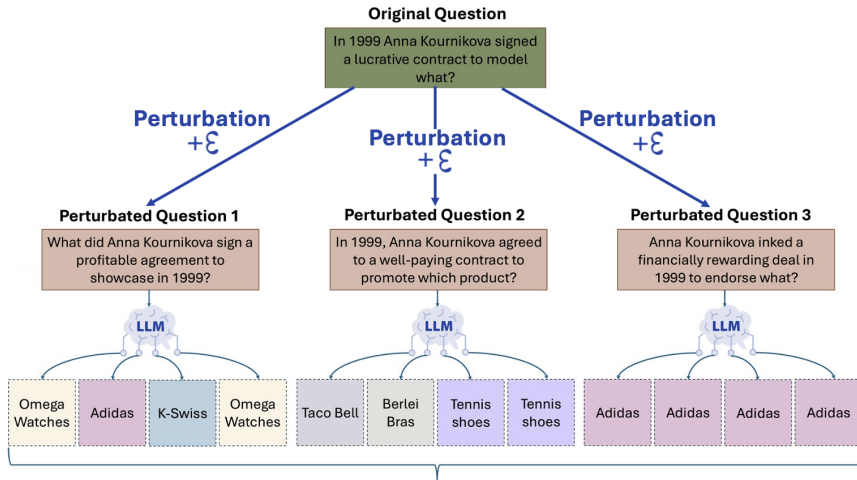 Original Question
In 1999 Anna Kournikova signed
a lucrative contract to model
what?
Perturbation
+ε
Perturbation
+ε
Perturbation
+ε
Perturbated Question 1
What did Anna Kournikova sign a
profitable agreement to
showcase in 1999?
Perturbated Question 2
In 1999, Anna Kournikova agreed
to a well-paying contract to
promote which product?
Perturbated Question 3
Anna Kournikova inked a
financially rewarding deal in
1999 to endorse what?
LLM
LLM
LLM
Omega
Watches
Adidas
K-Swiss
Omega
Watches
Taco Bell
Berlei
Bras
Tennis
shoes
Tennis
shoes
Adidas
Adidas
Adidas
Adidas